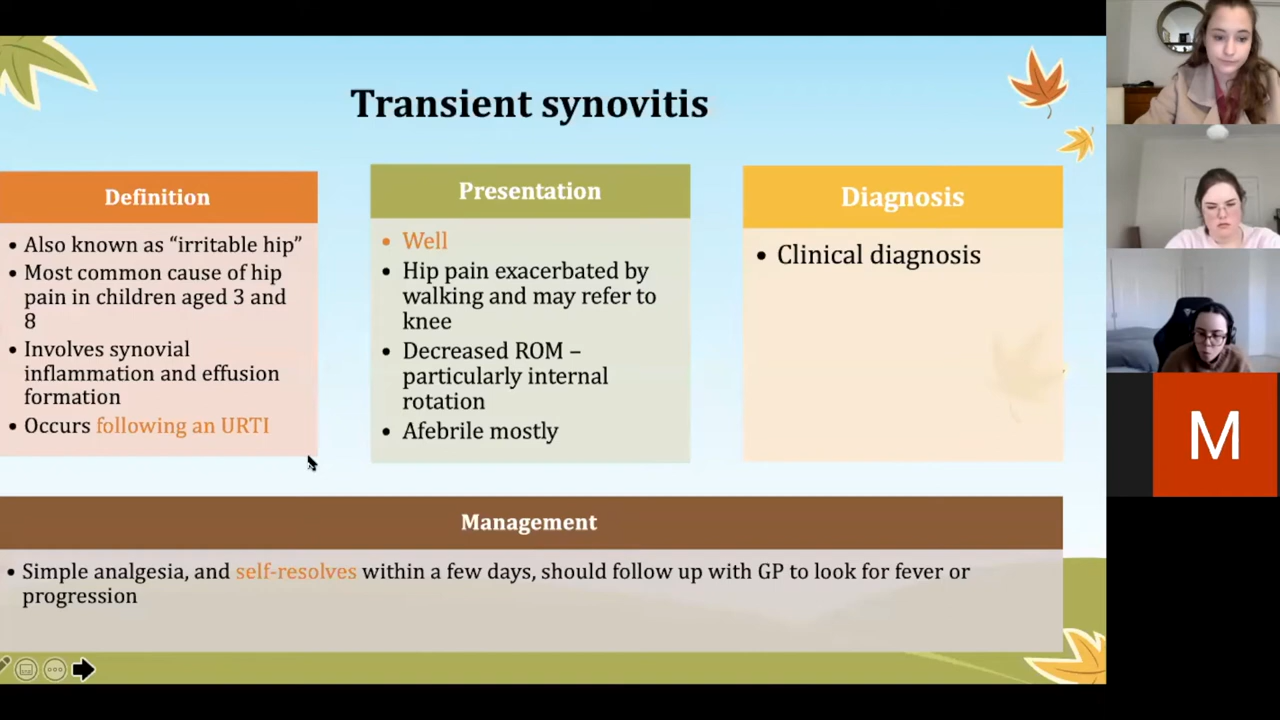 Transient synovitis
Definition
• Also known as “irritable hip”
• Most common cause of hip
pain in children aged 3 and
8
• Involves synovial
inflammation and effusion
formation
• Occurs following an URTI
Presentation
• Well
• Hip pain exacerbated by
walking and may refer to
knee
• Decreased ROM –
particularly internal
rotation
• Afebrile mostly
Diagnosis
• Clinical diagnosis
Management
• Simple analgesia, and self-resolves within a few days, should follow up with GP to look for fever or
progression
M